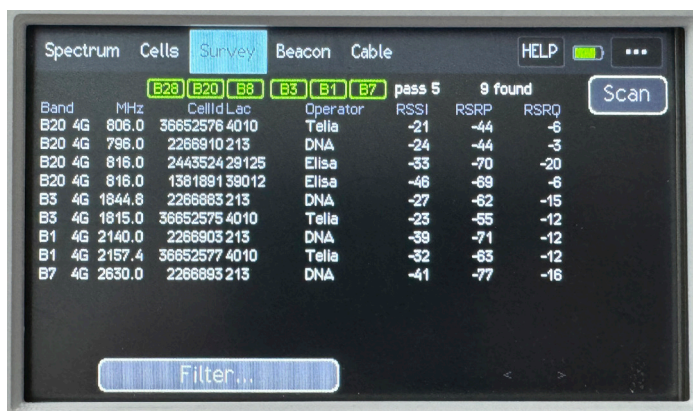 Spectrum Cells Survey Beacon Cable HELP ...
B28 B20 B8 B3 B1 B7 pass 5 9 found Scan
Band MHz CellId Lac Operator RSSI RSRP RSRQ
B20 4G 806.0 36652576 4010 Telia -21 -44 -6
B20 4G 796.0 2266910 213 DNA -24 -44 -3
B20 4G 816.0 2443524 29125 Elisa -33 -70 -20
B20 4G 816.0 1381891 39012 Elisa -46 -69 -6
B3 4G 1844.8 2266883 213 DNA -27 -62 -15
B3 4G 1815.0 36652575 4010 Telia -23 -55 -12
B1 4G 2140.0 2266903 213 DNA -39 -71 -12
B1 4G 2157.4 36652577 4010 Telia -32 -63 -12
B7 4G 2630.0 2266893 213 DNA -41 -77 -16
Filter... < >